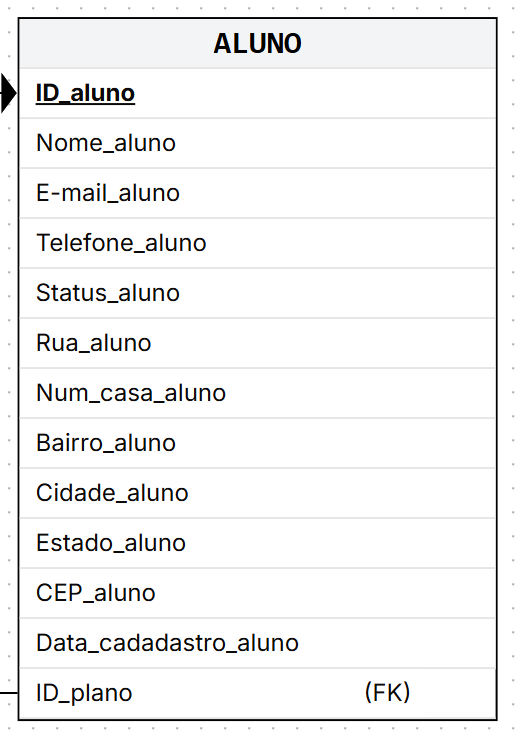 ALUNO
ID_aluno
Nome_aluno
E-mail_aluno
Telefone_aluno
Status_aluno
Rua_aluno
Num_casa_aluno
Bairro_aluno
Cidade_aluno
Estado_aluno
CEP_aluno
Data_cadadastro_aluno
ID_plano (FK)